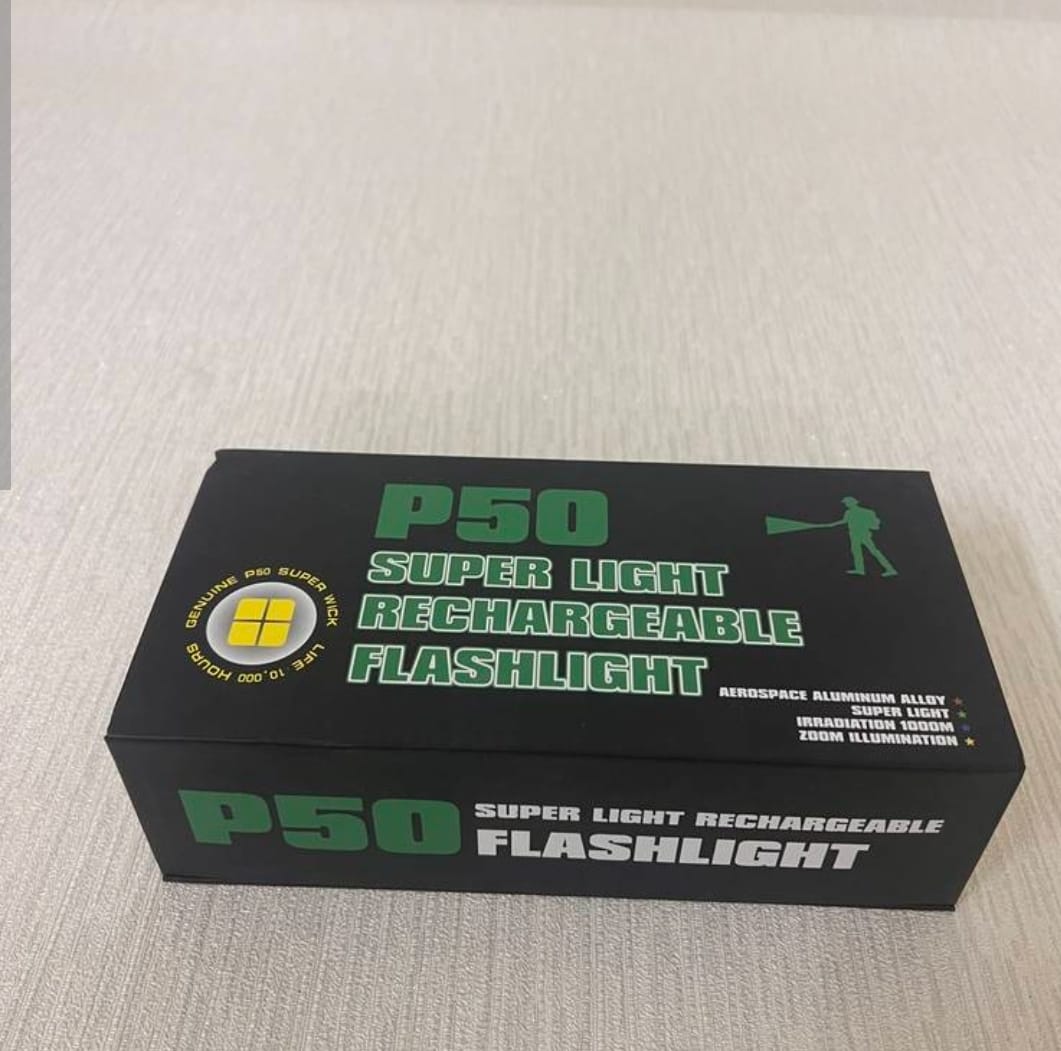 P50
SUPER LIGHT
RECHARGEABLE
FLASHLIGHT
GENUINE P50 SUPER WICK
LIFE 10,000 HOURS
AEROSPACE ALUMINUM ALLOY
SUPER LIGHT
IRRADIATION 1000M
ZOOM ILLUMINATION
P50
SUPER LIGHT RECHARGEABLE
FLASHLIGHT